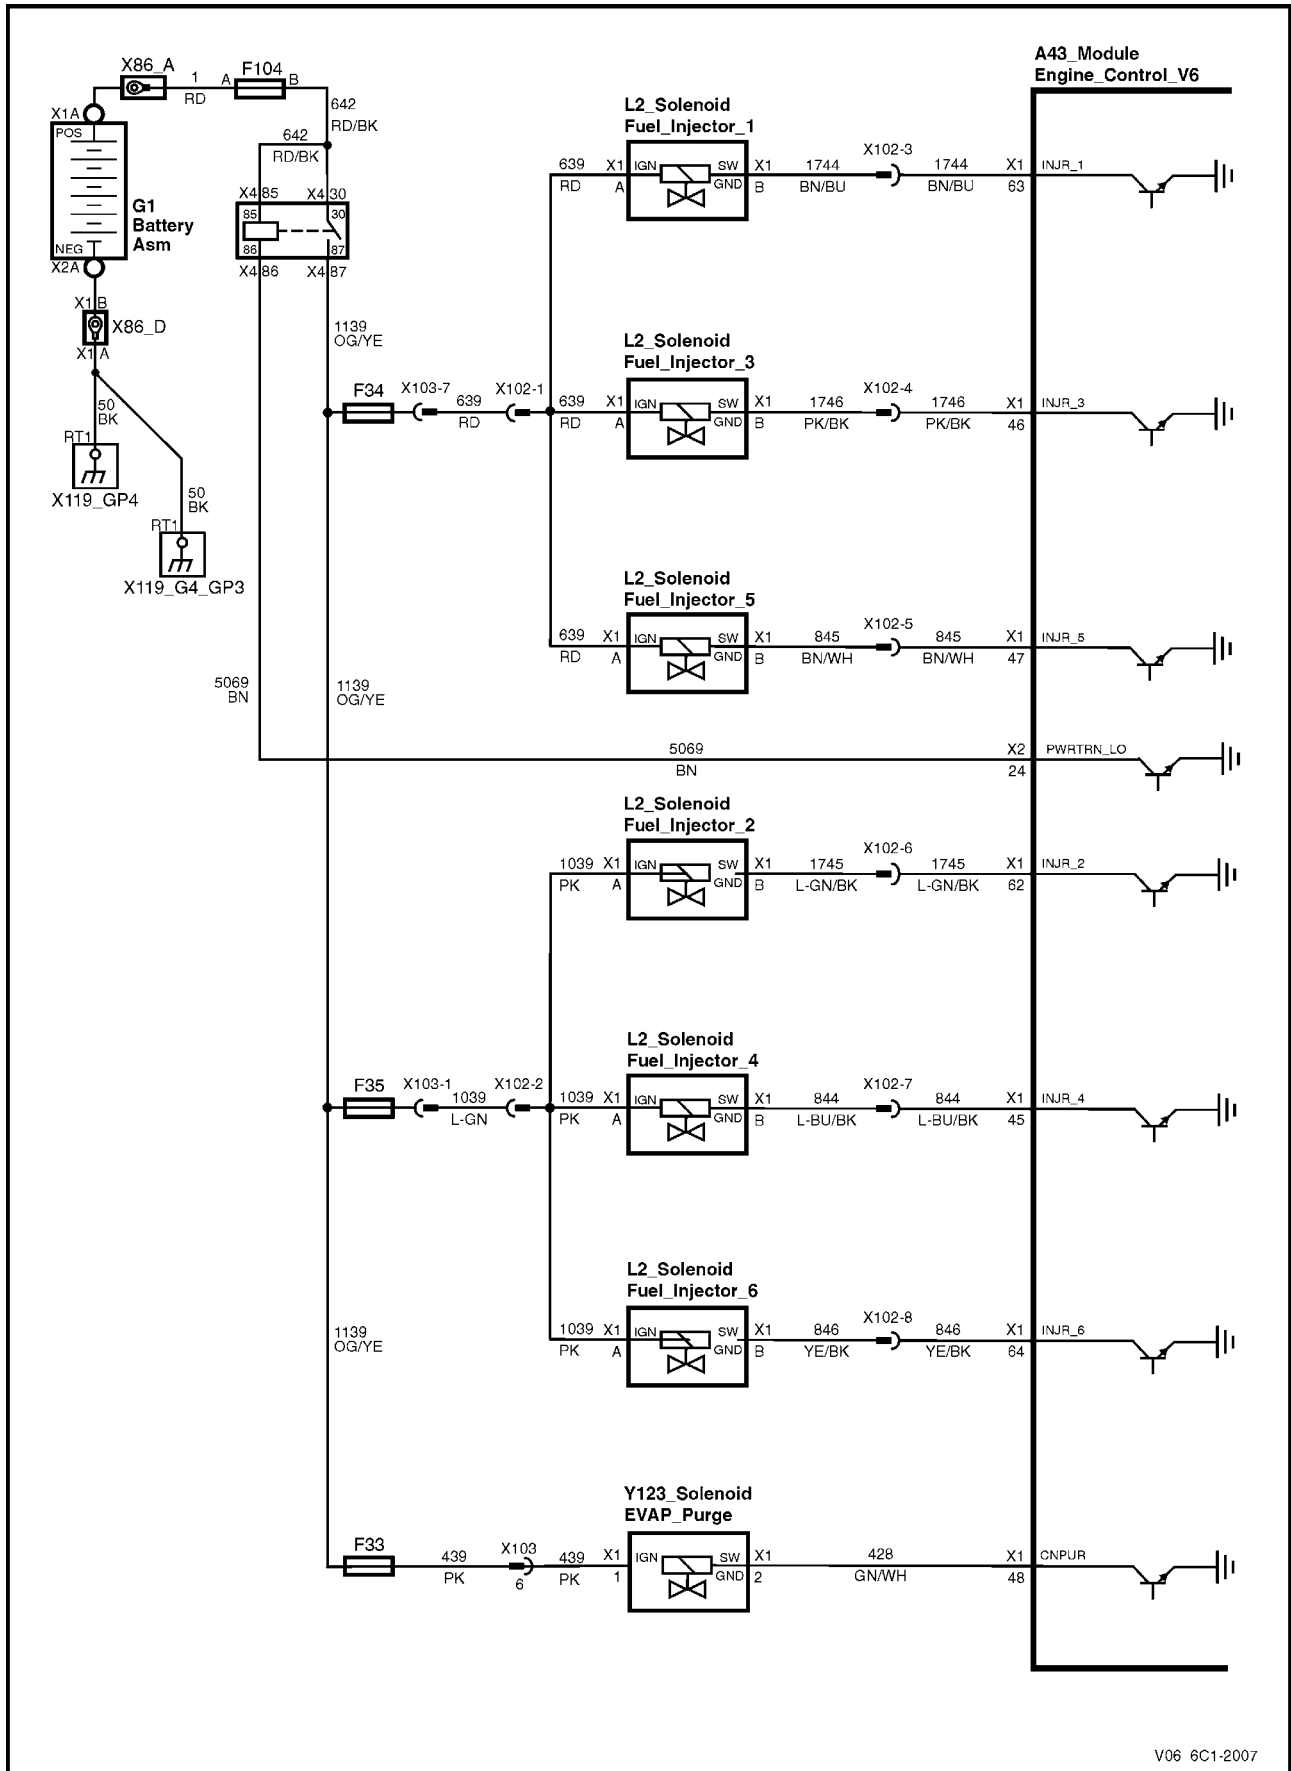 A43_Module
Engine_Control_V6
X86_A
1
RD
A
F104
B
642
RD/BK
642
RD/BK
X1A
POS
G1
Battery
Asm
NEG
X2A
X1 B
X86_D
X1 A
50
BK
RT1
X119_GP4
50
BK
RT1
X119_G4_GP3
X4 85
X4 30
85
30
86
87
X4 86
X4 87
1139
OG/YE
L2_Solenoid
Fuel_Injector_1
639
RD
X1
A
IGN
SW
GND
X1
B
1744
BN/BU
X102-3
1744
BN/BU
X1
63
INJR_1
F34
X103-7
639
RD
X102-1
L2_Solenoid
Fuel_Injector_3
639
RD
X1
A
IGN
SW
GND
X1
B
1746
PK/BK
X102-4
1746
PK/BK
X1
46
INJR_3
L2_Solenoid
Fuel_Injector_5
639
RD
X1
A
IGN
SW
GND
X1
B
845
BN/WH
X102-5
845
BN/WH
X1
47
INJR_5
5069
BN
1139
OG/YE
5069
BN
X2
24
PWRTRN_LO
L2_Solenoid
Fuel_Injector_2
1039
PK
X1
A
IGN
SW
GND
X1
B
1745
L-GN/BK
X102-6
1745
L-GN/BK
X1
62
INJR_2
F35
X103-1
1039
L-GN
X102-2
L2_Solenoid
Fuel_Injector_4
1039
PK
X1
A
IGN
SW
GND
X1
B
844
L-BU/BK
X102-7
844
L-BU/BK
X1
45
INJR_4
L2_Solenoid
Fuel_Injector_6
1139
OG/YE
1039
PK
X1
A
IGN
SW
GND
X1
B
846
YE/BK
X102-8
846
YE/BK
X1
64
INJR_6
Y123_Solenoid
EVAP_Purge
F33
439
PK
X103
6
439
PK
X1
1
IGN
SW
GND
X1
2
428
GN/WH
X1
48
CNPUR
V06 6C1-2007